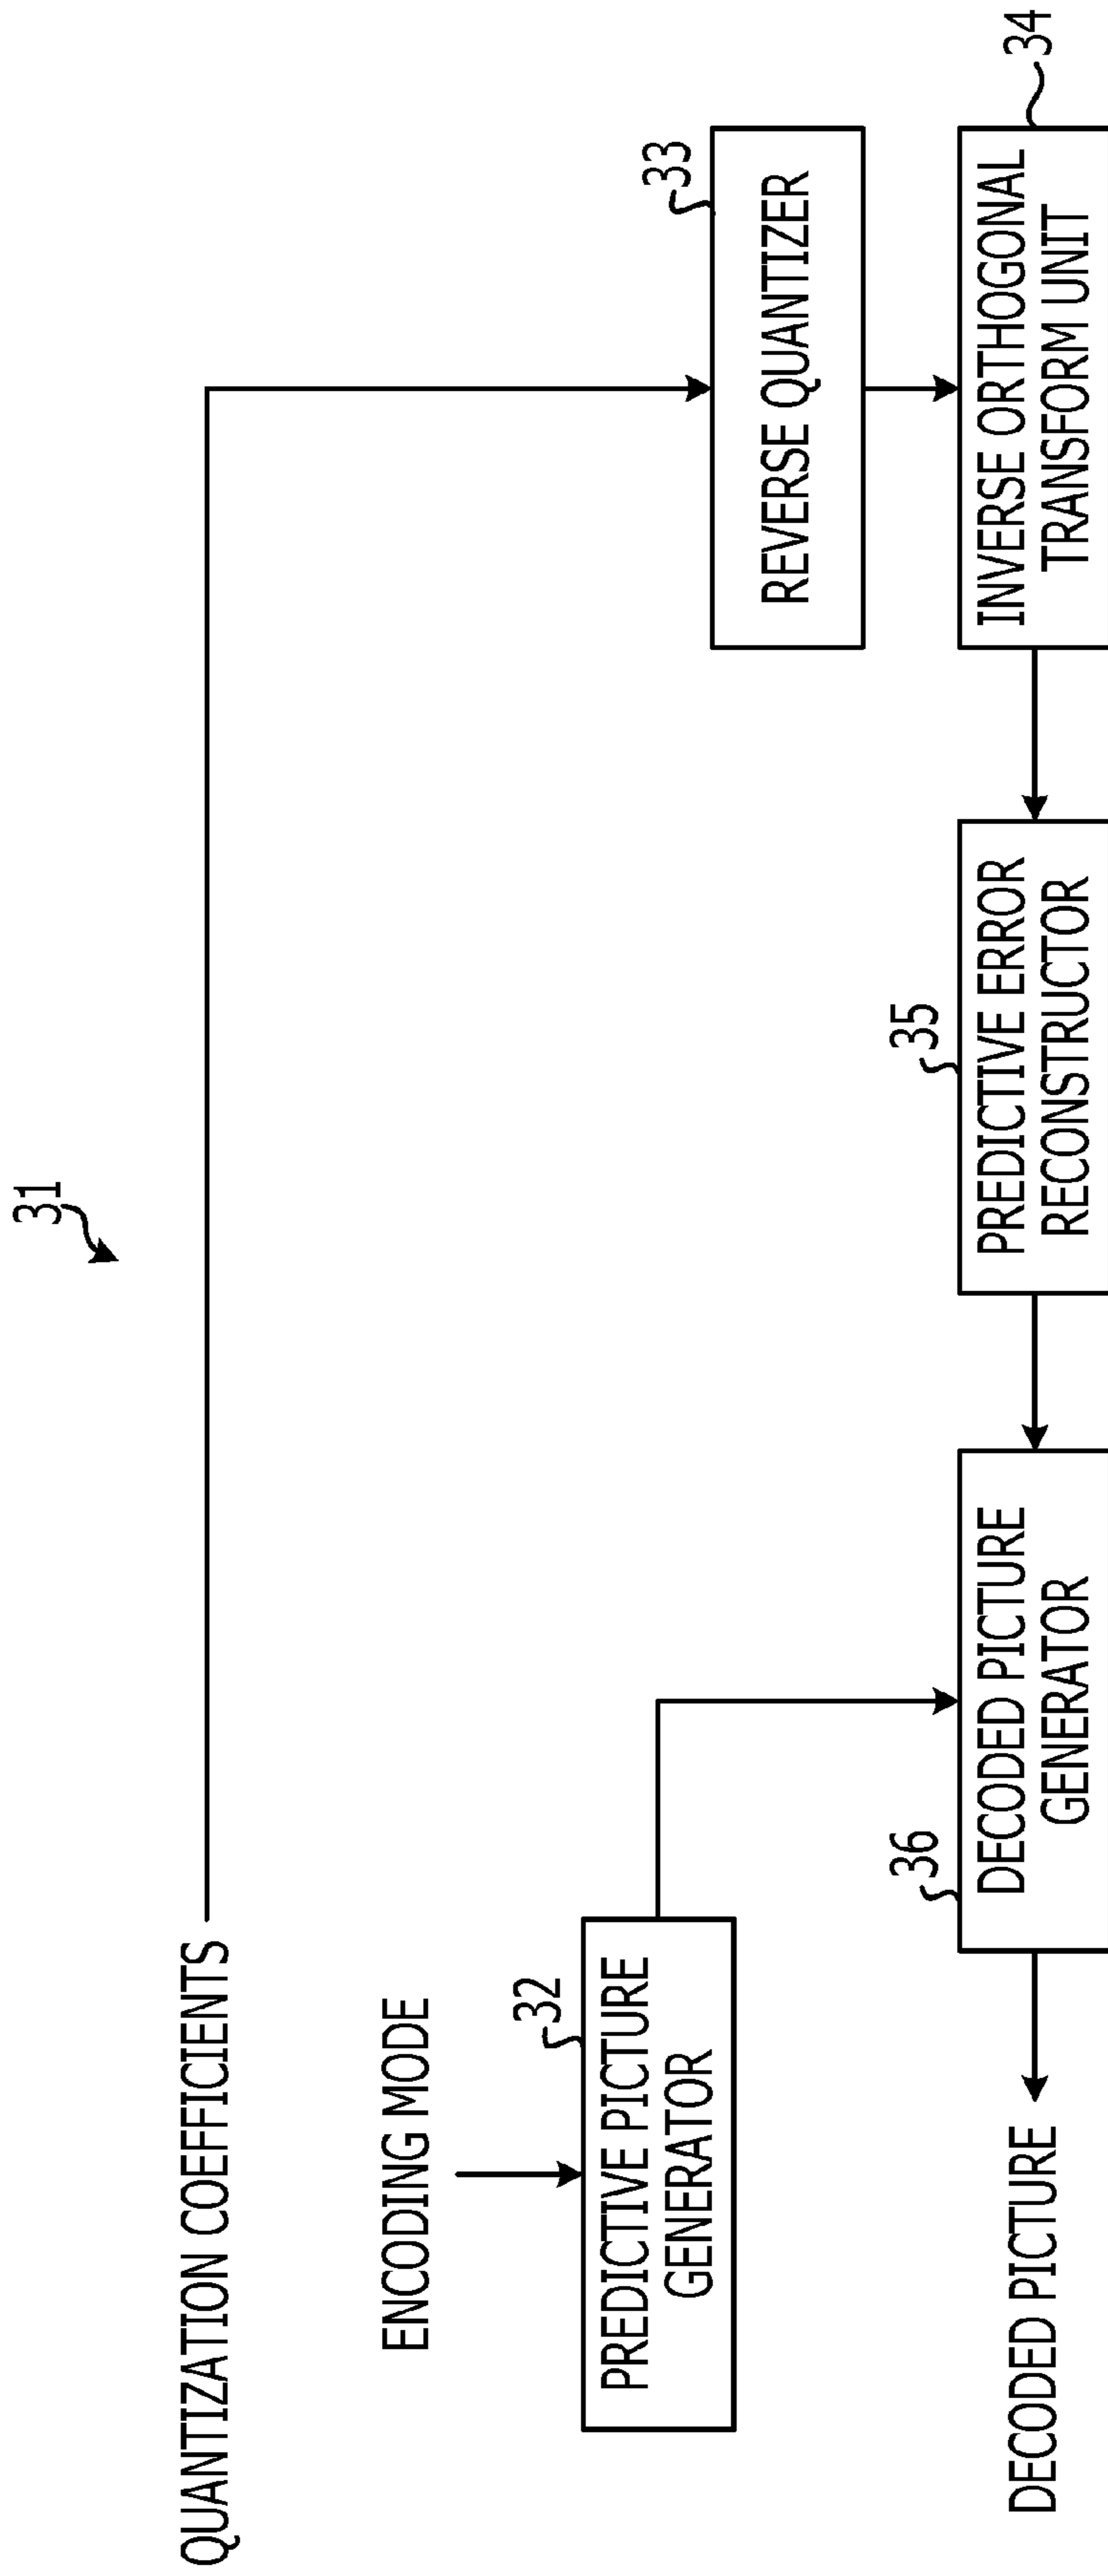 31
QUANTIZATION COEFFICIENTS
ENCODING MODE
32
PREDICTIVE PICTURE
GENERATOR
33
REVERSE QUANTIZER
34
INVERSE ORTHOGONAL
TRANSFORM UNIT
35
PREDICTIVE ERROR
RECONSTRUCTOR
36
DECODED PICTURE
GENERATOR
DECODED PICTURE